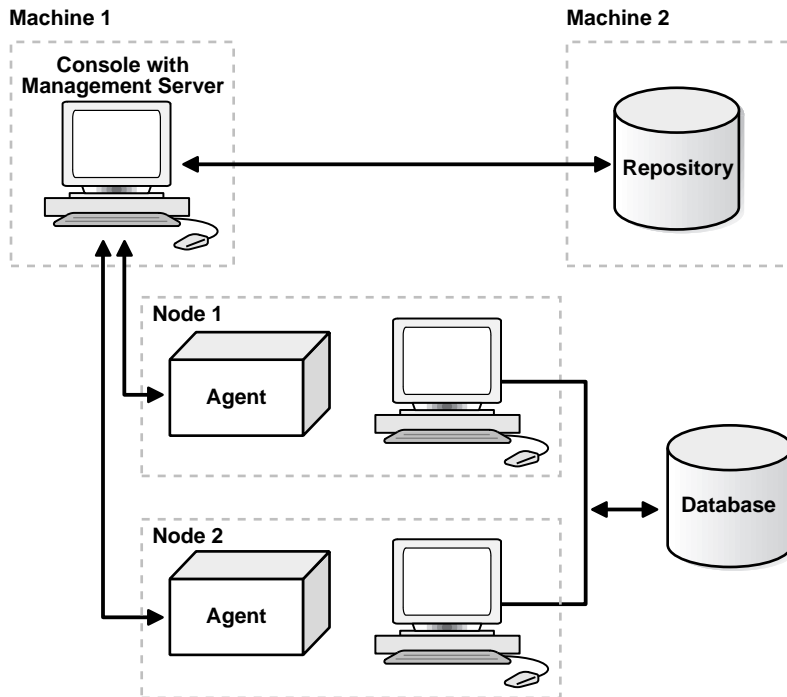 Machine 1
Machine 2
Console with
Management Server
Repository
Node 1
Agent
Database
Node 2
Agent